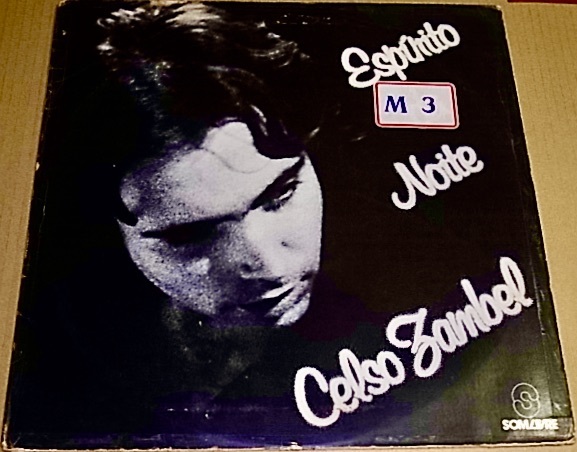 Espírito
M 3
Noite
Celso Zambel
SOM LIVRE